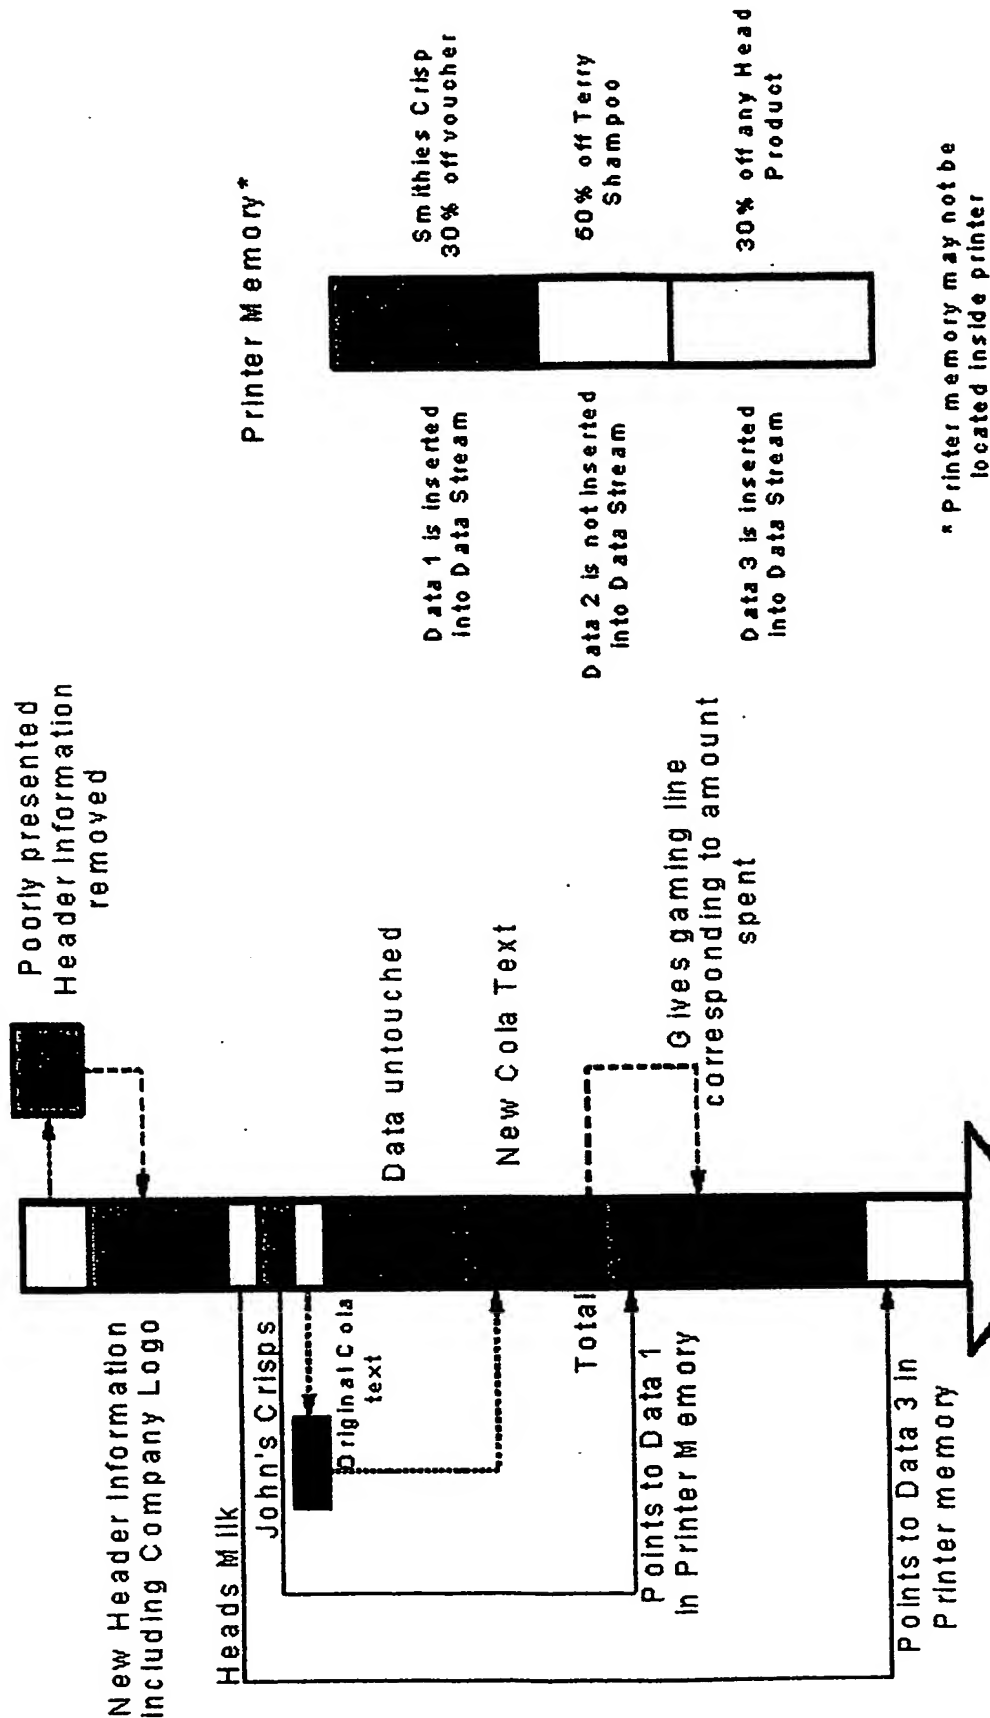 Poorly presented
Header Information
removed
New Header Information
including Company Logo
Heads Milk
John's Crisps
Original Cola
text
Data untouched
New Cola Text
Total
Gives gaming line
corresponding to amount
spent
Points to Data 1
in Printer Memory
Points to Data 3 in
Printer memory
Printer Memory*
Data 1 is inserted
into Data Stream
Smithies Crisp
30% off voucher
Data 2 is not inserted
into Data Stream
60% off Terry
Shampoo
Data 3 is inserted
into Data Stream
30% off any Head
Product
* Printer memory may not be
located inside printer